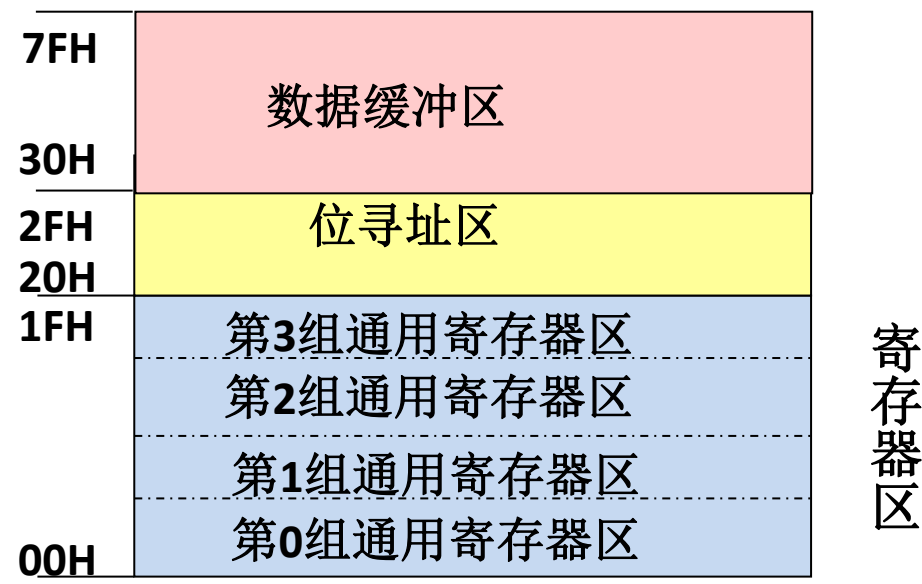 7FH
数据缓冲区
30H
2FH
位寻址区
20H
1FH
第3组通用寄存器区
第2组通用寄存器区
第1组通用寄存器区
第0组通用寄存器区
00H
寄存器区